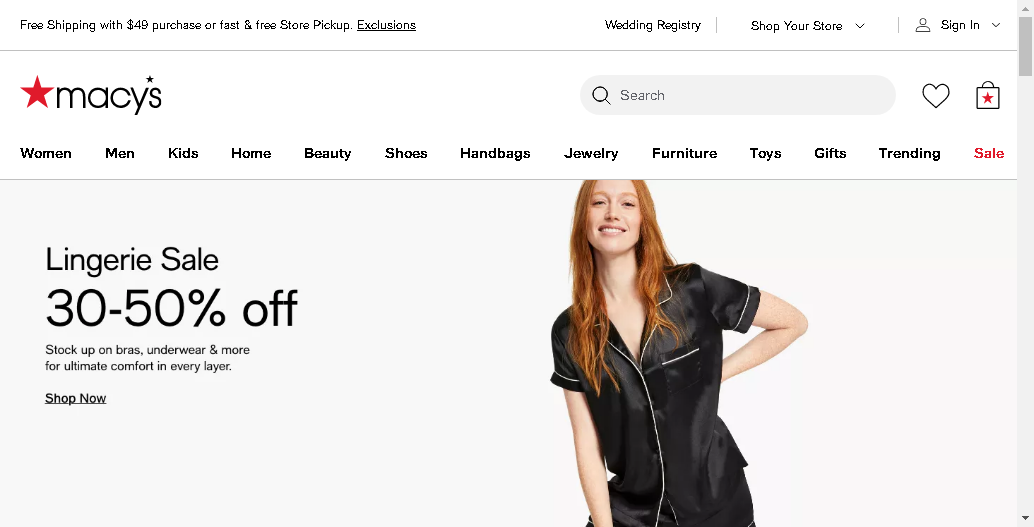 Free Shipping with $49 purchase or fast & free Store Pickup. Exclusions
Wedding Registry
Shop Your Store
Sign In
macy's
Search
Women
Men
Kids
Home
Beauty
Shoes
Handbags
Jewelry
Furniture
Toys
Gifts
Trending
Sale
Lingerie Sale
30-50% off
Stock up on bras, underwear & more
for ultimate comfort in every layer.
Shop Now